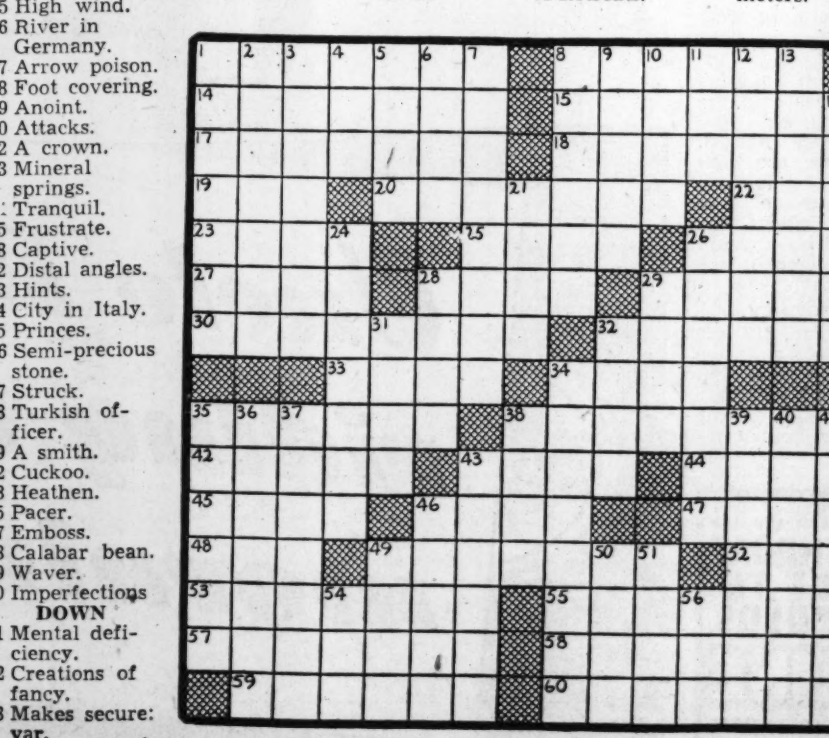 5 High wind.
6 River in
Germany.
7 Arrow poison.
8 Foot covering.
9 Anoint.
0 Attacks.
2 A crown.
3 Mineral
springs.
Tranquil.
5 Frustrate.
8 Captive.
2 Distal angles.
3 Hints.
4 City in Italy.
5 Princes.
6 Semi-precious
stone.
7 Struck.
8 Turkish of-
ficer.
9 A smith.
2 Cuckoo.
3 Heathen.
5 Pacer.
7 Emboss.
8 Calabar bean.
9 Waver.
0 Imperfections
DOWN
1 Mental defi-
ciency.
2 Creations of
fancy.
3 Makes secure:
var.
meters.
1 2 3 4 5 6 7 8 9 10 11 12 13
14 15
17 18
19 20 21 22
23 24 25 26
27 28 29
30 31 32
33 34
35 36 37 38 39 40 4
42 43 44
45 46 47
48 49 50 51 52
53 54 55 56
57 58
59 60